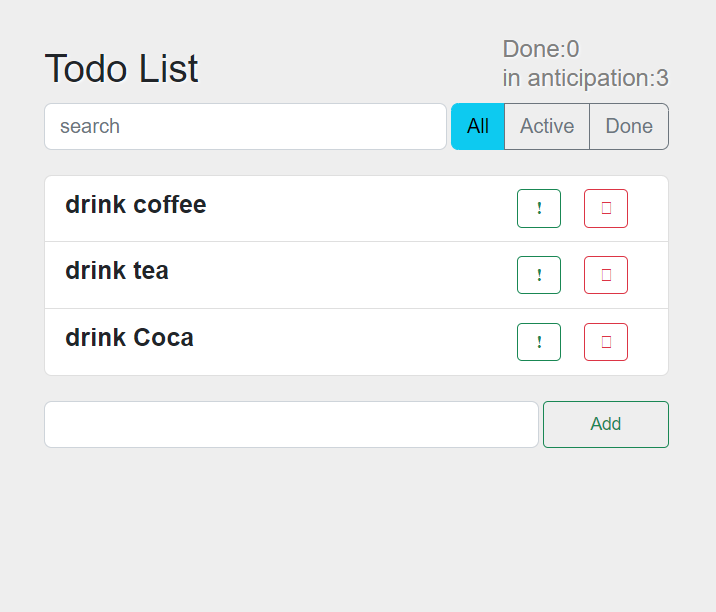 Todo List
Done:0
in anticipation:3
search
All Active Done
drink coffee !
drink tea !
drink Coca !
Add